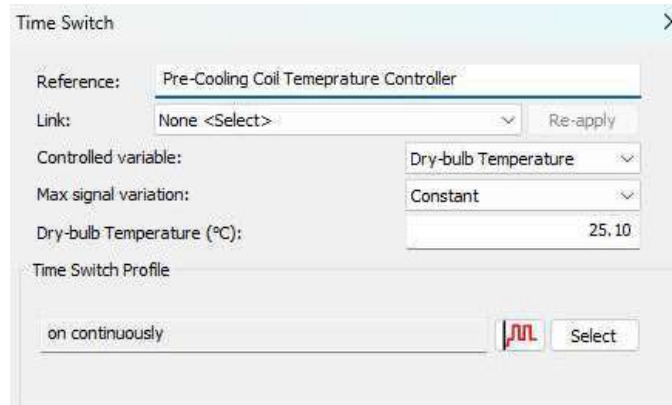 Time Switch
Reference: Pre-Cooling Coil Temeprature Controller
Link: None <Select> Re-apply
Controlled variable: Dry-bulb Temperature
Max signal variation: Constant
Dry-bulb Temperature (°C): 25.10
Time Switch Profile
on continuously Select